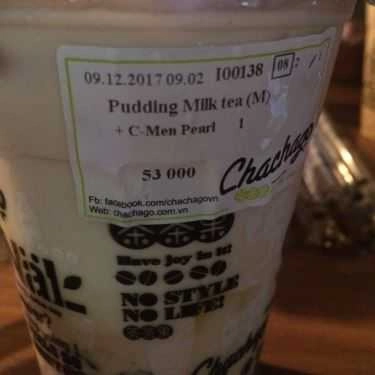 09.12.2017 09.02 I00138 08
Pudding Milk tea (M)
+ C-Men Pearl 1
53 000
Chachago
Fb: facebook.com/chachagovn
Web: chachago.com.vn
Have joy in it!
NO STYLE
NO LIFE!